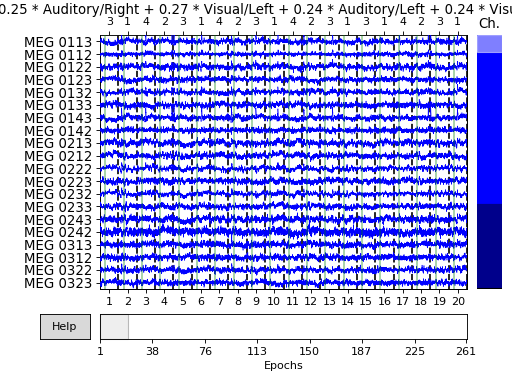 0.25 * Auditory/Right + 0.27 * Visual/Left + 0.24 * Auditory/Left + 0.24 * Visu
3 1 4 2 3 1 4 2 3 1 4 2 3 1 3 1 4 2 3 1
Ch.
MEG 0113
MEG 0112
MEG 0122
MEG 0123
MEG 0132
MEG 0133
MEG 0143
MEG 0142
MEG 0213
MEG 0212
MEG 0222
MEG 0223
MEG 0232
MEG 0233
MEG 0243
MEG 0242
MEG 0313
MEG 0312
MEG 0322
MEG 0323
1 2 3 4 5 6 7 8 9 10 11 12 13 14 15 16 17 18 19 20
Help
1 38 76 113 150 187 225 261
Epochs